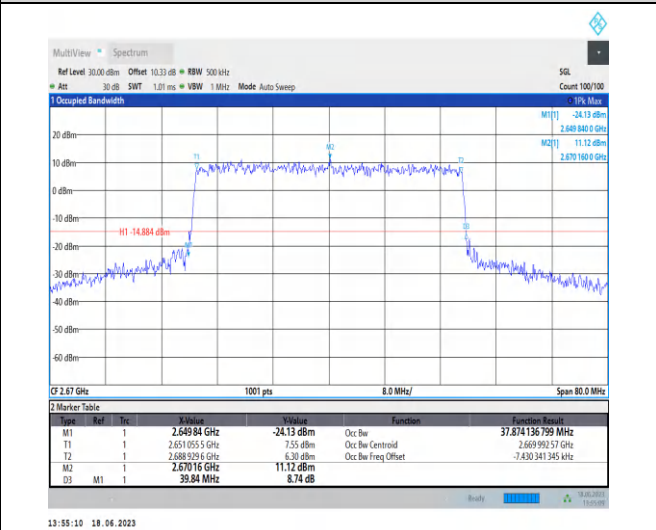 MultiView Spectrum
Ref Level 30.00 dBm Offset 10.33 dB RBW 500 kHz SGL
Att 30 dB SWT 1.01 ms VBW 1 MHz Mode Auto Sweep Count 100/100
1 Occupied Bandwidth 1Pk Max
M1[1] -24.13 dBm
2.649 840 0 GHz
M2[1] 11.12 dBm
2.670 160 0 GHz
20 dBm
M2
T1 T2
10 dBm
0 dBm
-10 dBm
H1 -14.884 dBm
D3
-20 dBm
-30 dBm
-40 dBm
-50 dBm
-60 dBm
CF 2.67 GHz 1001 pts 8.0 MHz/ Span 80.0 MHz
2 Marker Table
Type Ref Trc X-Value Y-Value Function Function Result
M1 1 2.649 84 GHz -24.13 dBm Occ Bw 37.874 136 799 MHz
T1 1 2.651 055 5 GHz 7.55 dBm Occ Bw Centroid 2.669 992 57 GHz
T2 1 2.688 929 6 GHz 6.30 dBm Occ Bw Freq Offset -7.430 341 345 kHz
M2 1 2.670 16 GHz 11.12 dBm
D3 M1 1 39.84 MHz 8.74 dB
Ready 18.06.2023
13:55:09
13:55:10 18.06.2023